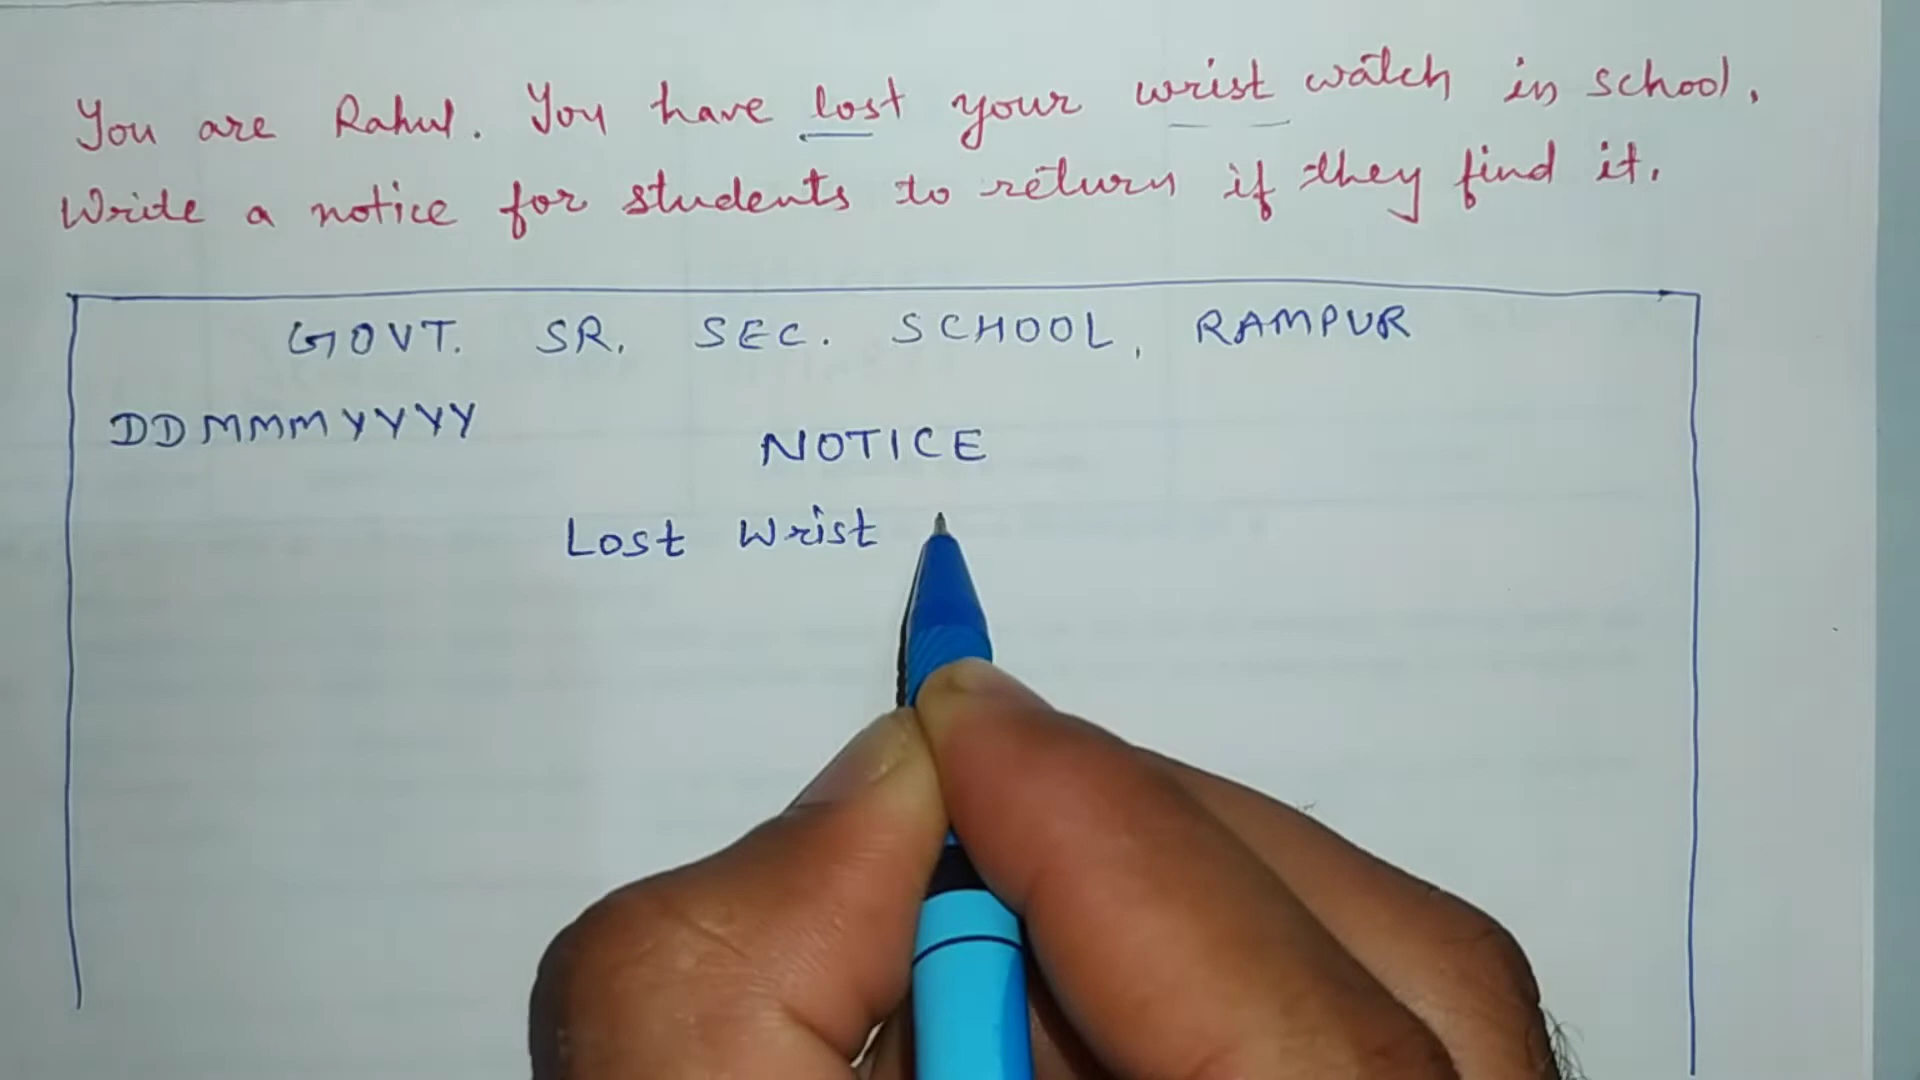 You are Rahul. You have lost your wrist watch in school.
Write a notice for students to return if they find it.
GOVT. SR. SEC. SCHOOL, RAMPUR
DDMMMYYYY
NOTICE
Lost Wrist